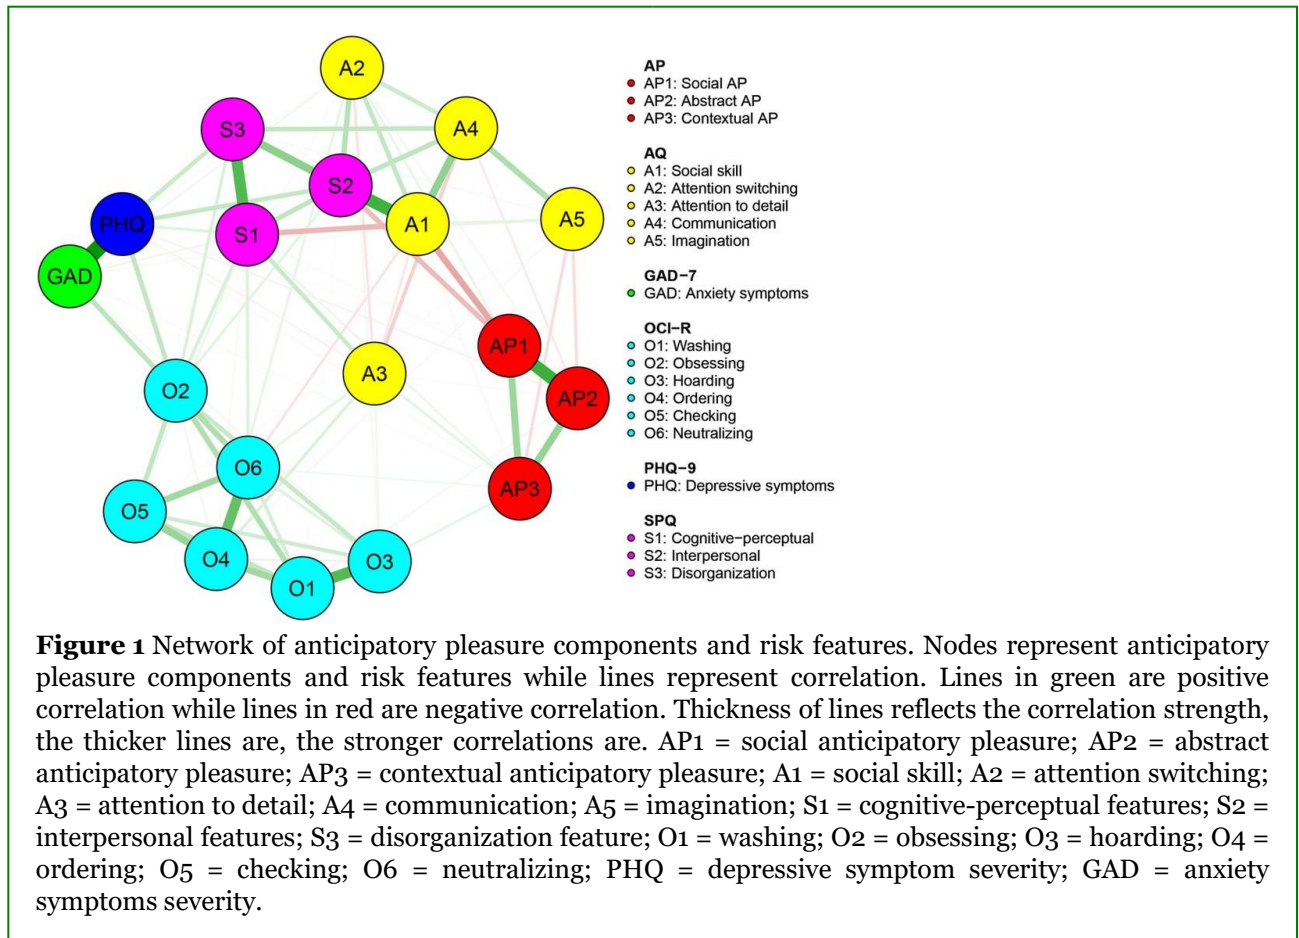 A2
S3
A4
S2
PHQ
S1
A1
A5
GAD
AP1
A3
O2
AP2
O6
AP3
O5
O4
O3
O1
AP
AP1: Social AP
AP2: Abstract AP
AP3: Contextual AP
AQ
A1: Social skill
A2: Attention switching
A3: Attention to detail
A4: Communication
A5: Imagination
GAD−7
GAD: Anxiety symptoms
OCI−R
O1: Washing
O2: Obsessing
O3: Hoarding
O4: Ordering
O5: Checking
O6: Neutralizing
PHQ−9
PHQ: Depressive symptoms
SPQ
S1: Cognitive−perceptual
S2: Interpersonal
S3: Disorganization
Figure 1 Network of anticipatory pleasure components and risk features. Nodes represent anticipatory
pleasure components and risk features while lines represent correlation. Lines in green are positive
correlation while lines in red are negative correlation. Thickness of lines reflects the correlation strength,
the thicker lines are, the stronger correlations are. AP1 = social anticipatory pleasure; AP2 = abstract
anticipatory pleasure; AP3 = contextual anticipatory pleasure; A1 = social skill; A2 = attention switching;
A3 = attention to detail; A4 = communication; A5 = imagination; S1 = cognitive-perceptual features; S2 =
interpersonal features; S3 = disorganization feature; O1 = washing; O2 = obsessing; O3 = hoarding; O4 =
ordering; O5 = checking; O6 = neutralizing; PHQ = depressive symptom severity; GAD = anxiety
symptoms severity.